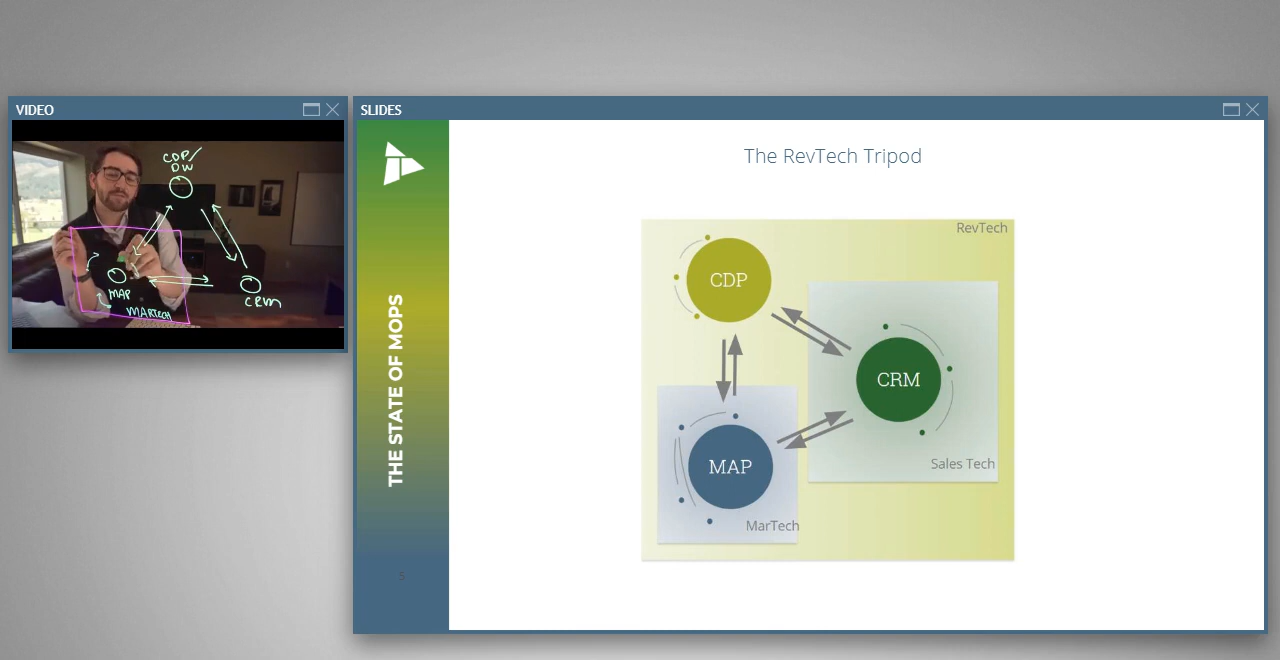 VIDEO
CDP/
DW
MAP
CRM
MARTECH
SLIDES
THE STATE OF MOPS
5
The RevTech Tripod
RevTech
CDP
CRM
Sales Tech
MAP
MarTech